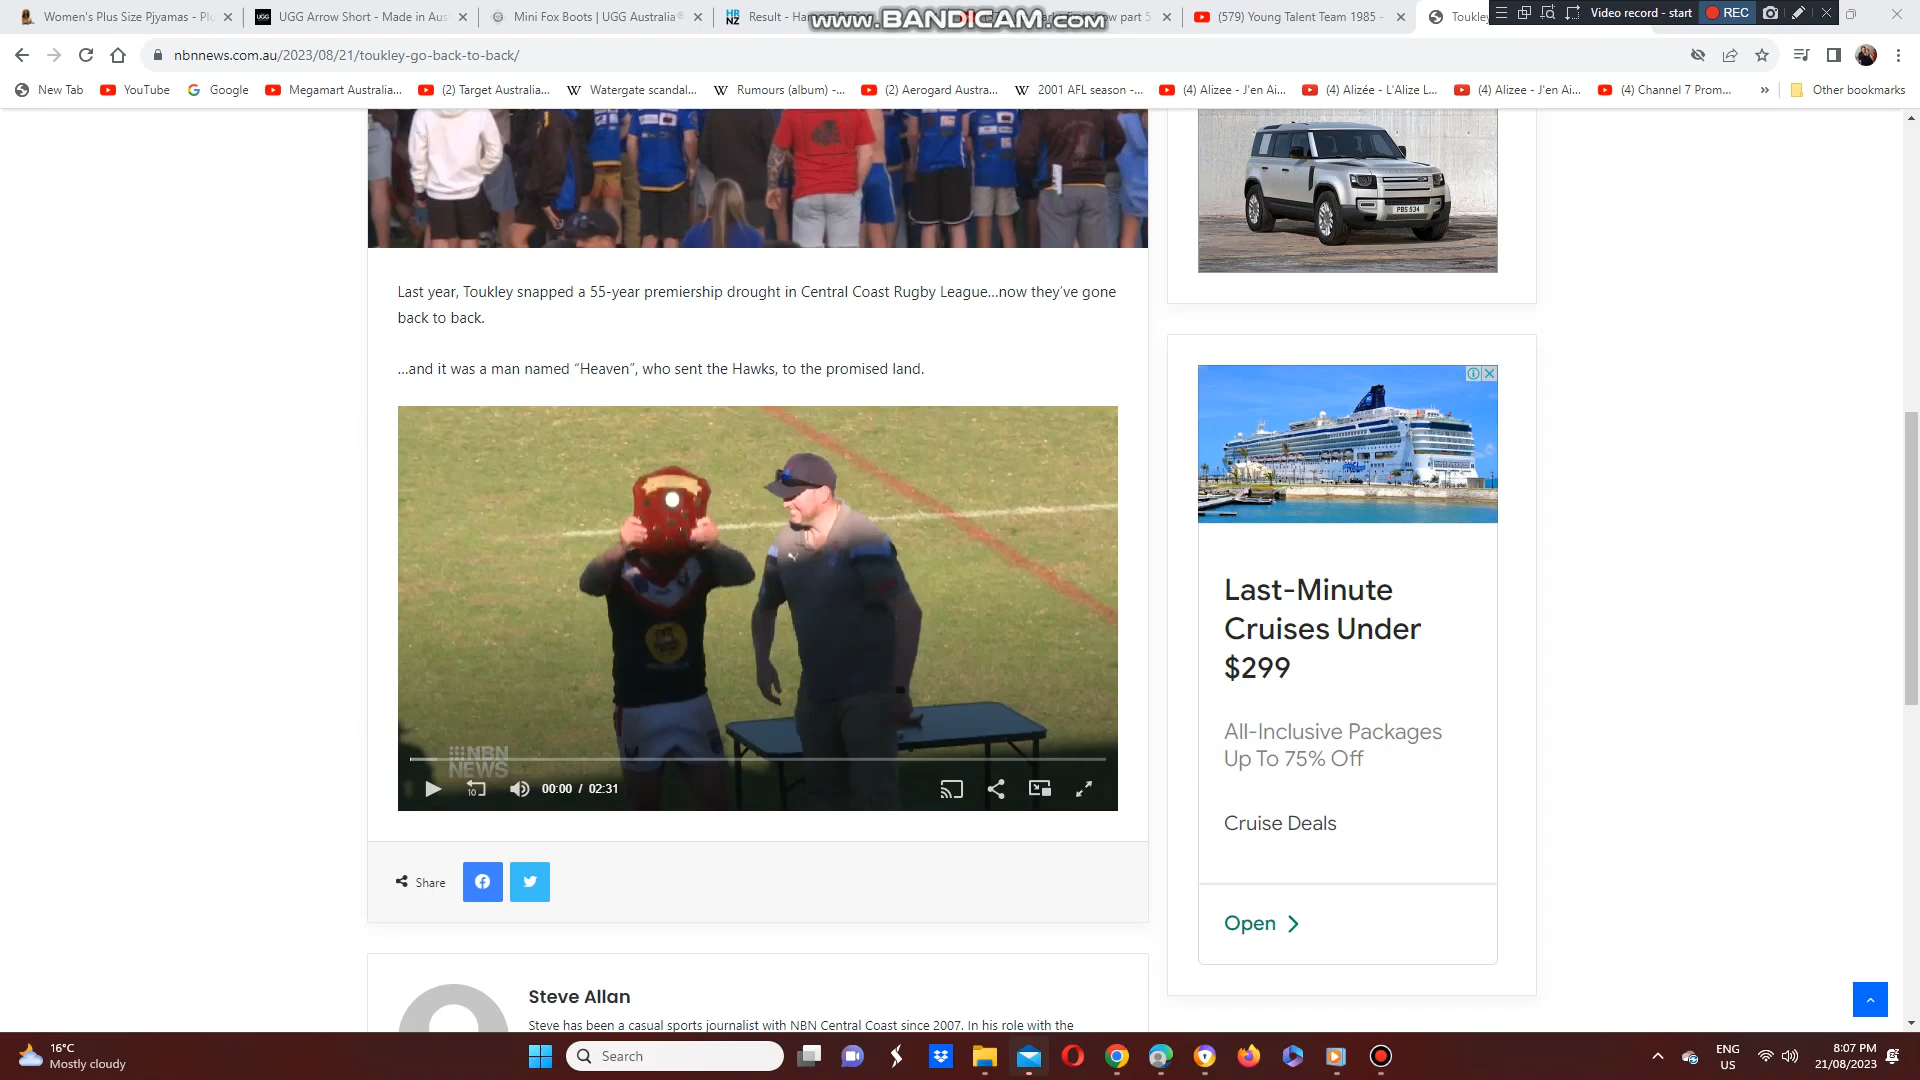 Women's Plus Size Pjyamas - Pl
UGG Arrow Short - Made in Aus
Mini Fox Boots | UGG Australia®
HR NZ
Result - Ha
www.BANDICAM.com
(579) Young Talent Team 1985 -
Toukley
Video record - start
REC
nbnnews.com.au/2023/08/21/toukley-go-back-to-back/
New Tab
YouTube
Google
Megamart Australia...
(2) Target Australia...
Watergate scandal...
Rumours (album) -...
(2) Aerogard Austra...
2001 AFL season -...
(4) Alizee - J'en Ai...
(4) Alizée - L'Alize L...
(4) Alizee - J'en Ai...
(4) Channel 7 Prom...
Other bookmarks
PBS 534
Last year, Toukley snapped a 55-year premiership drought in Central Coast Rugby League…now they've gone
back to back.
…and it was a man named “Heaven”, who sent the Hawks, to the promised land.
NBN
NEWS
10
00:00 / 02:31
Last-Minute
Cruises Under
$299
All-Inclusive Packages
Up To 75% Off
Cruise Deals
Open
Share
Steve Allan
Steve has been a casual sports journalist with NBN Central Coast since 2007. In his role with the
16°C
Mostly cloudy
Search
ENG
US
8:07 PM
21/08/2023